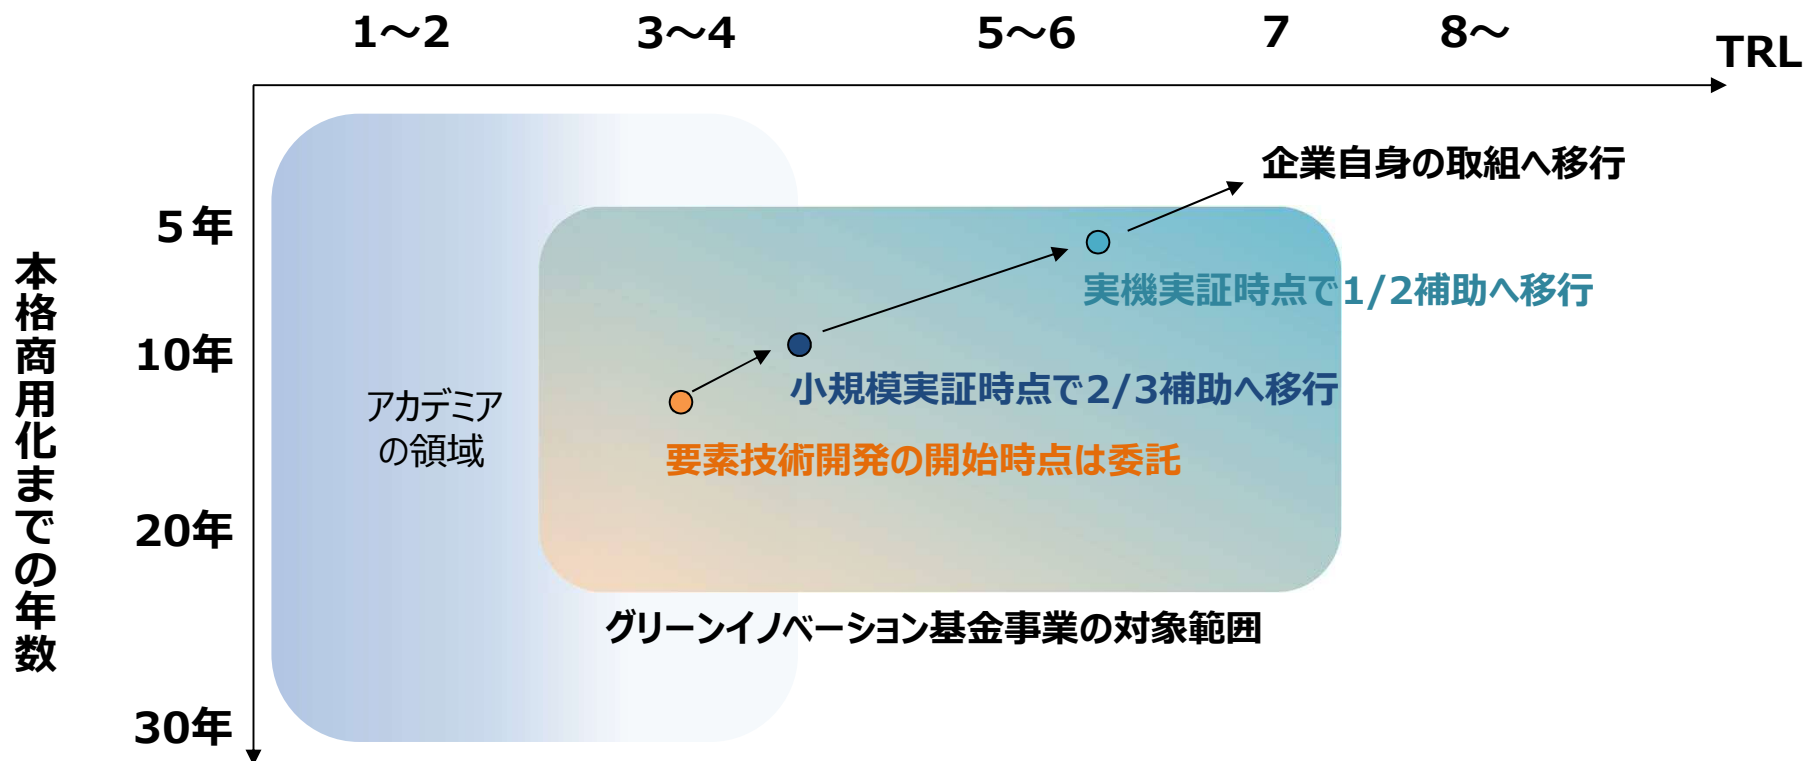 1～2
3～4
5～6
7
8～
TRL
本格商用化までの年数
５年
10年
20年
30年
アカデミア
の領域
企業自身の取組へ移行
実機実証時点で1/2補助へ移行
小規模実証時点で2/3補助へ移行
要素技術開発の開始時点は委託
グリーンイノベーション基金事業の対象範囲